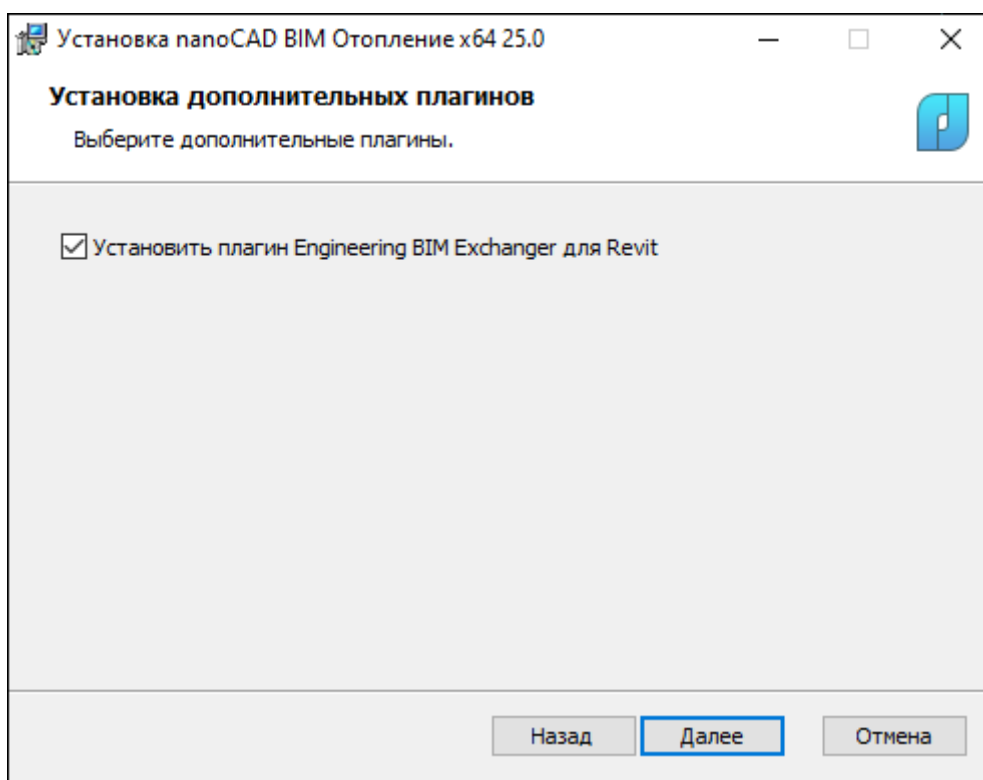 Установка nanoCAD BIM Отопление x64 25.0
Установка дополнительных плагинов
Выберите дополнительные плагины.
Установить плагин Engineering BIM Exchanger для Revit
Назад Далее Отмена